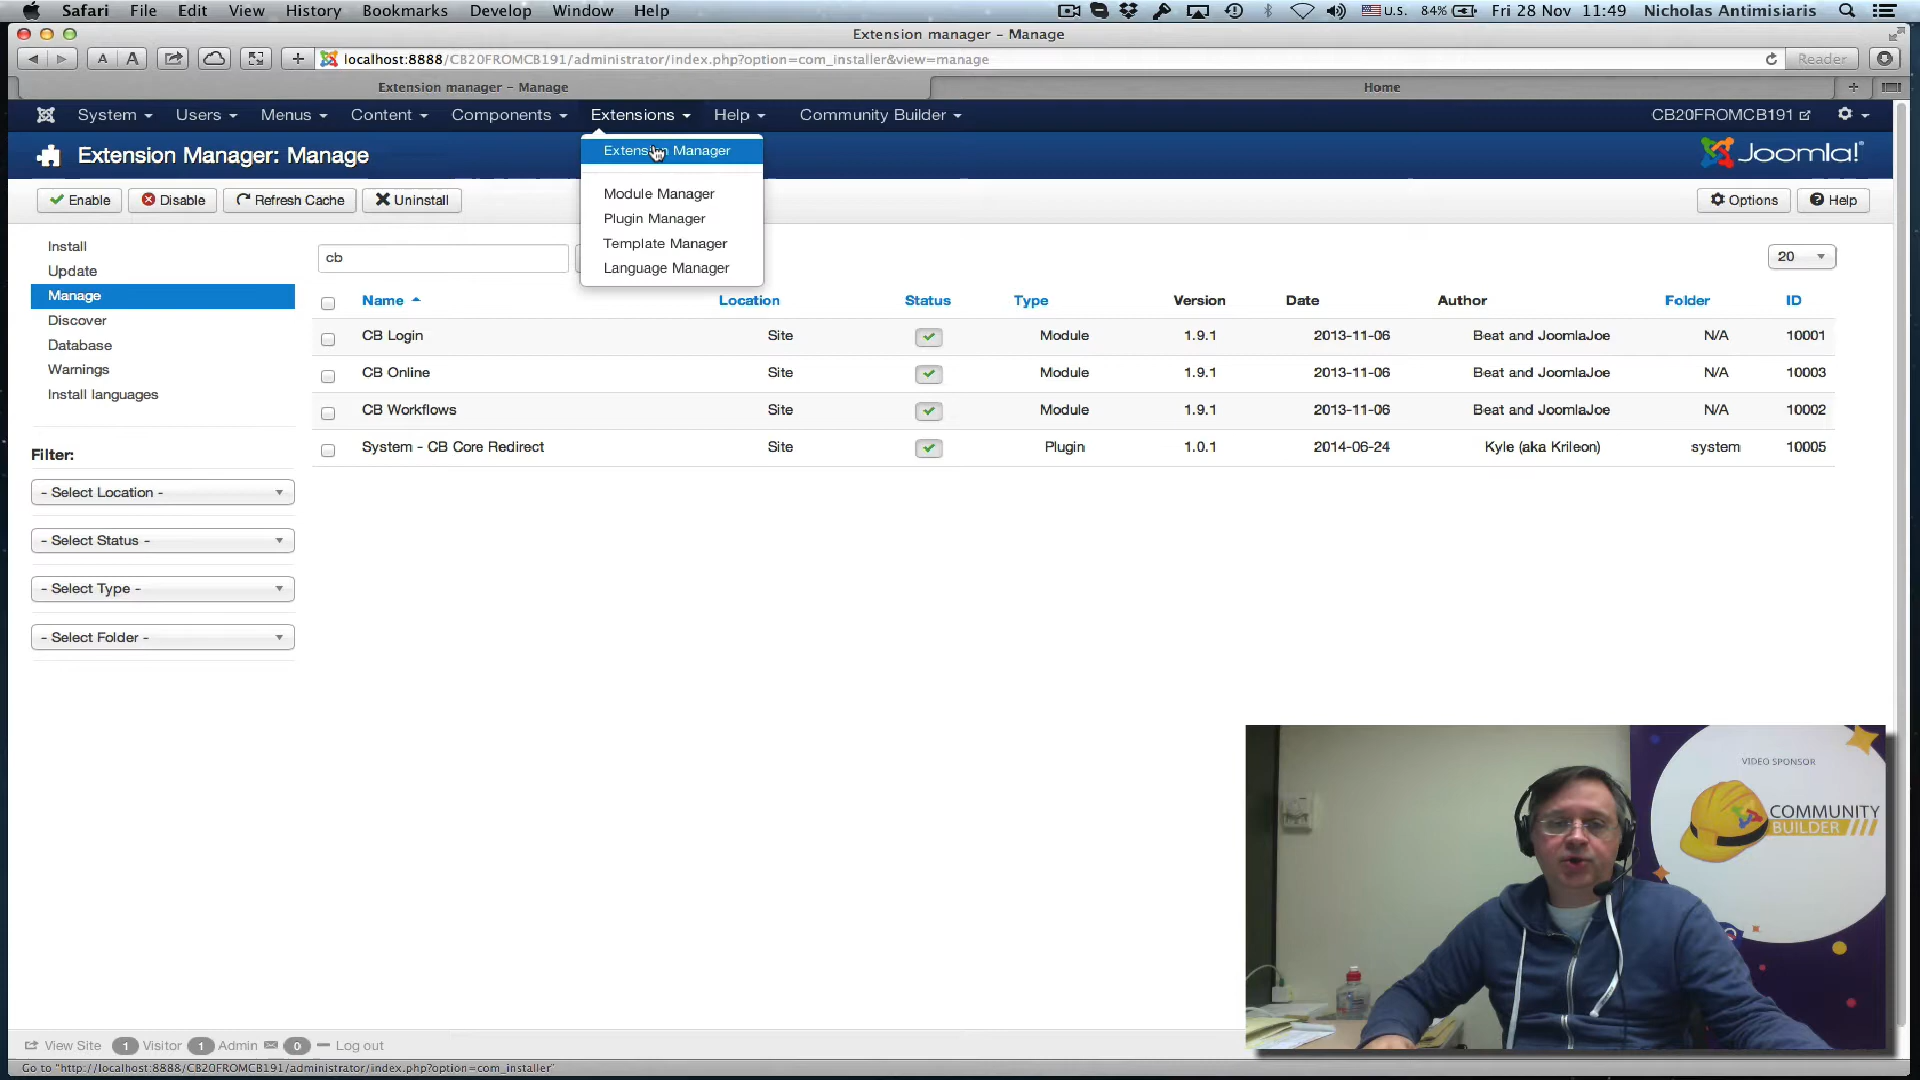 Safari File Edit View History Bookmarks Develop Window Help U.S. 84% Fri 28 Nov 11:49 Nicholas Antimisiaris
Extension manager - Manage
A A + localhost:8888/CB20FROMCB191/administrator/index.php?option=com_installer&view=manage Reader
Extension manager - Manage Home +
System Users Menus Content Components Extensions Help Community Builder CB20FROMCB191
Extension Manager: Manage Extension Manager Joomla!
Enable Disable Refresh Cache Uninstall Module Manager Options Help
Plugin Manager
Template Manager
Language Manager
Install
Update
Manage
Discover
Database
Warnings
Install languages
Filter:
- Select Location -
- Select Status -
- Select Type -
- Select Folder -
cb 20
Name Location Status Type Version Date Author Folder ID
CB Login Site Module 1.9.1 2013-11-06 Beat and JoomlaJoe N/A 10001
CB Online Site Module 1.9.1 2013-11-06 Beat and JoomlaJoe N/A 10003
CB Workflows Site Module 1.9.1 2013-11-06 Beat and JoomlaJoe N/A 10002
System - CB Core Redirect Site Plugin 1.0.1 2014-06-24 Kyle (aka Krileon) system 10005
VIDEO SPONSOR
COMMUNITY
BUILDER
View Site 1 Visitor 1 Admin 0 Log out
Go to "http://localhost:8888/CB20FROMCB191/administrator/index.php?option=com_installer"